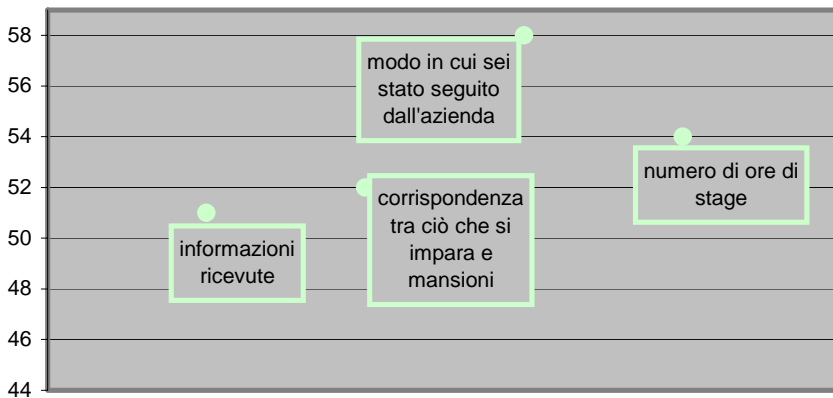 58
56
54
52
50
48
46
44
modo in cui sei
stato seguito
dall'azienda
numero di ore di
stage
corrispondenza
tra ciò che si
impara e
mansioni
informazioni
ricevute